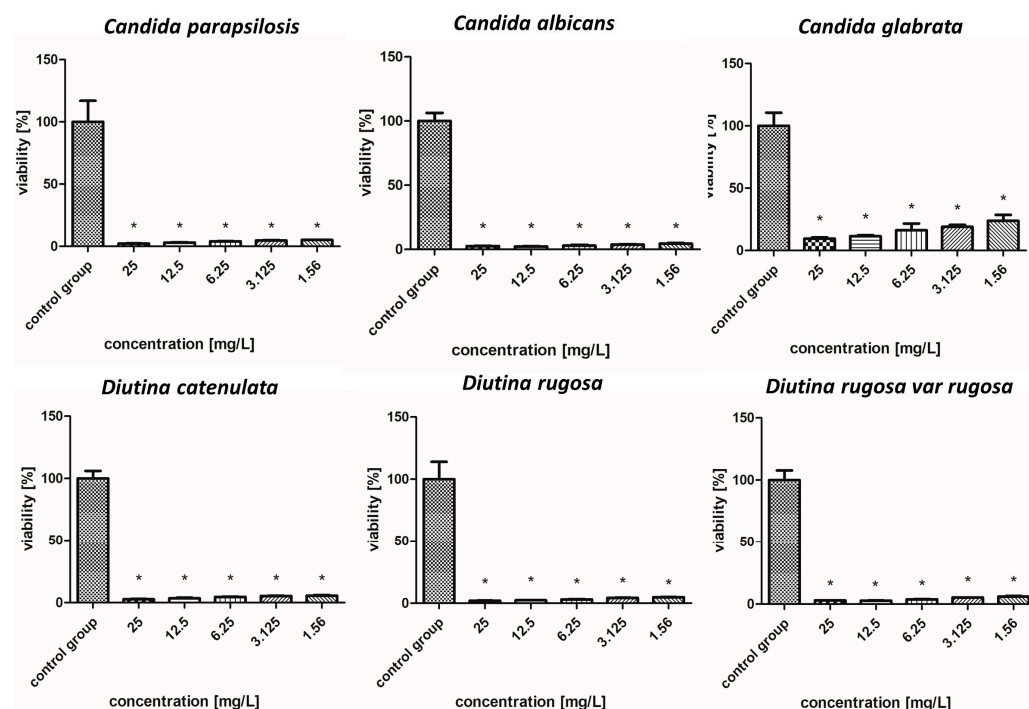 Candida parapsilosis
150
100
50
0
viability [%]
* * * * *
control group
25
12.5
6.25
3.125
1.56
concentration [mg/L]
Candida albicans
150
100
50
0
viability [%]
* * * * *
control group
25
12.5
6.25
3.125
1.56
concentration [mg/L]
Candida glabrata
150
100
50
0
viability [%]
* * * * *
control group
25
12.5
6.25
3.125
1.56
concentration [mg/L]
Diutina catenulata
150
100
50
0
viability [%]
* * * * *
control group
25
12.5
6.25
3.125
1.56
concentration [mg/L]
Diutina rugosa
150
100
50
0
viability [%]
* * * * *
control group
25
12.5
6.25
3.125
1.56
concentration [mg/L]
Diutina rugosa var rugosa
150
100
50
0
viability [%]
* * * * *
control group
25
12.5
6.25
3.125
1.56
concentration [mg/L]